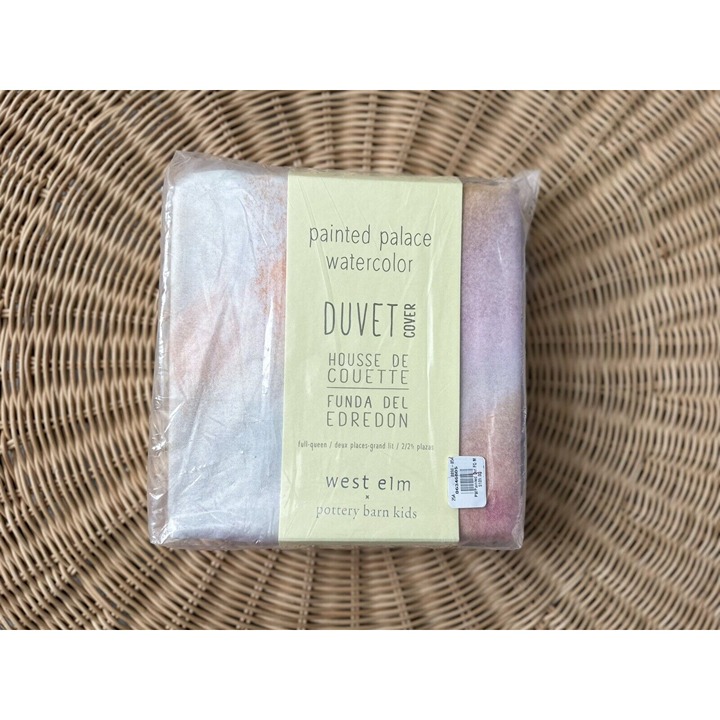 painted palace
watercolor
DUVET COVER
HOUSSE DE
COUETTE
FUNDA DEL
EDREDON
full-queen / deux places-grand lit / 2/2½ plazas
west elm
x
pottery barn kids